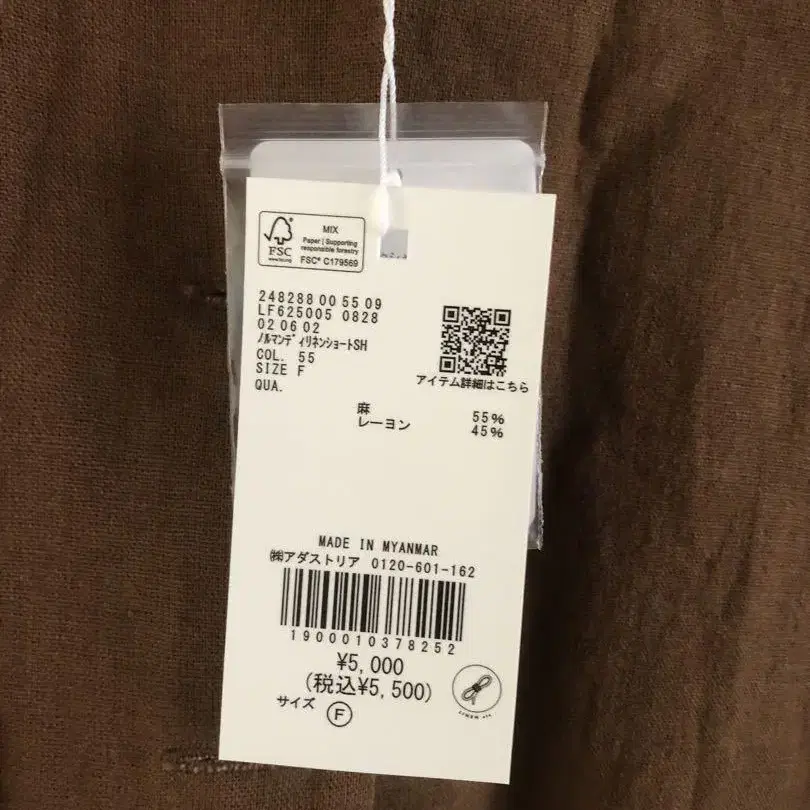 FSC
MIX
Paper | Supporting
responsible forestry
FSC® C179569
248288 00 55 09
LF625005 0828
02 06 02
ノルマンディリネンショートSH
COL. 55
SIZE F
QUA.
アイテム詳細はこちら
麻 55%
レーヨン 45%
MADE IN MYANMAR
㈱アダストリア 0120-601-162
1900010378252
¥5,000
(税込¥5,500)
サイズ F